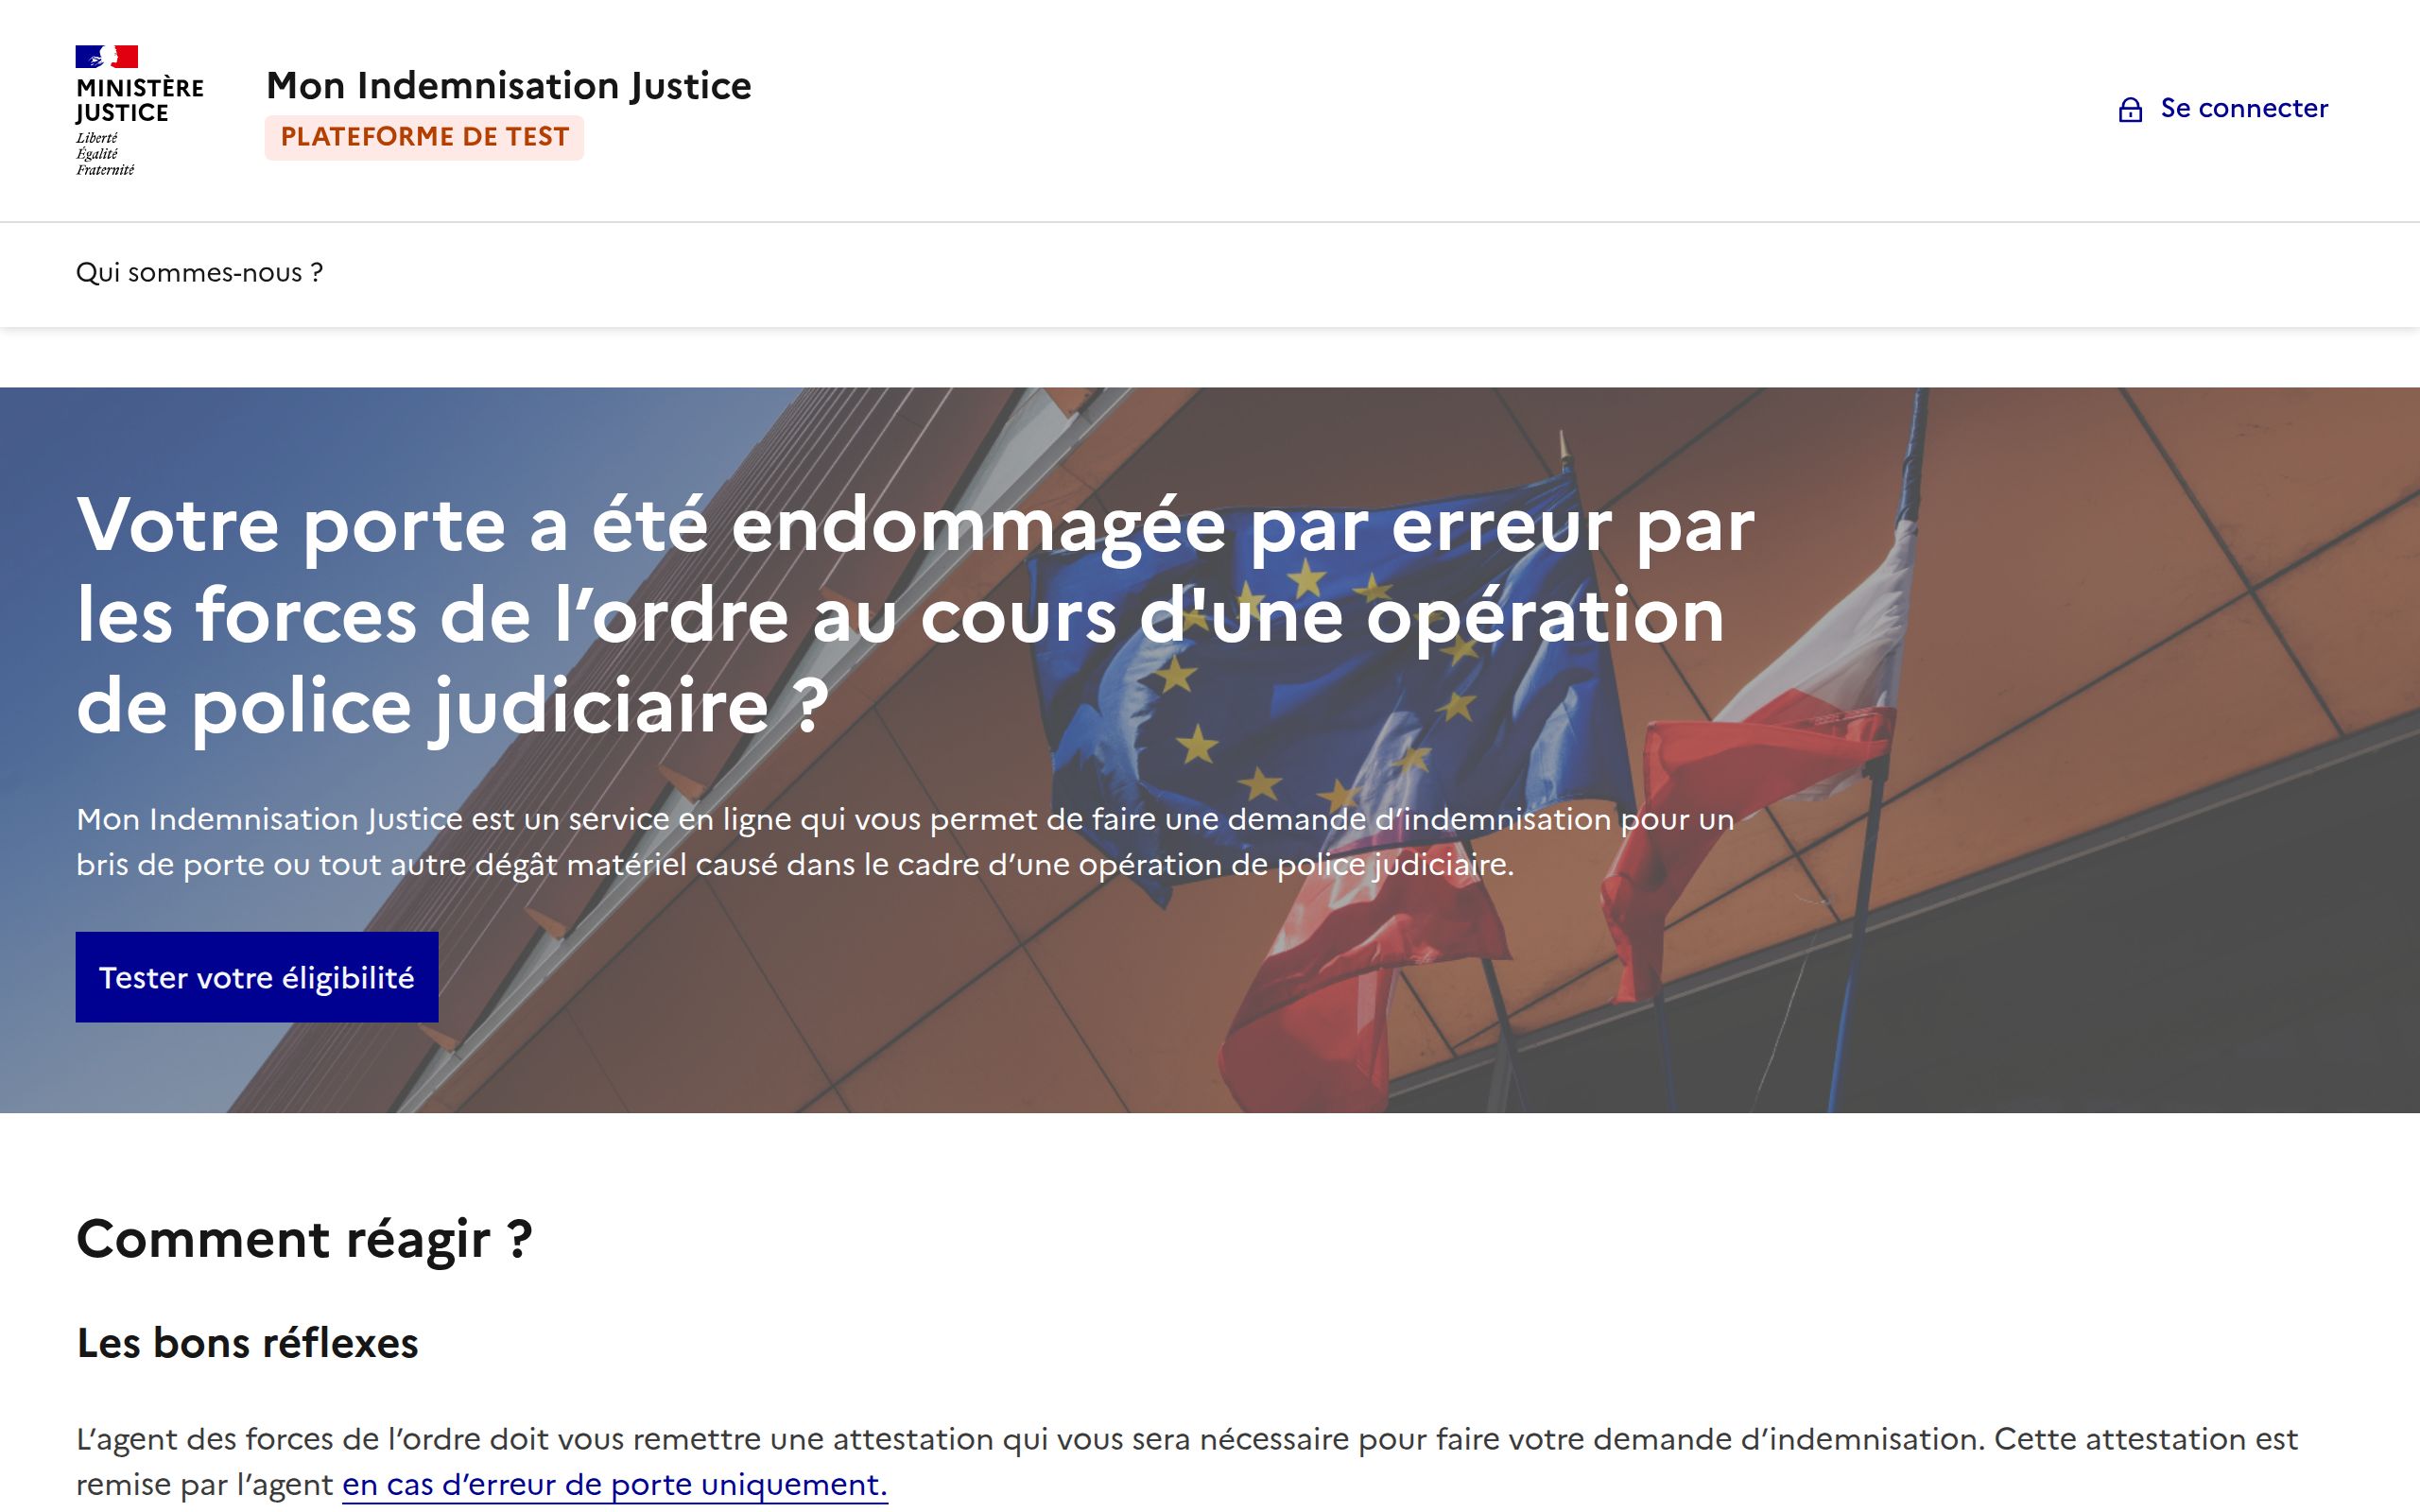 MINISTÈRE
JUSTICE
Liberté
Égalité
Fraternité
Mon Indemnisation Justice
PLATEFORME DE TEST
Se connecter
Qui sommes-nous ?
Votre porte a été endommagée par erreur par
les forces de l’ordre au cours d'une opération
de police judiciaire ?
Mon Indemnisation Justice est un service en ligne qui vous permet de faire une demande d’indemnisation pour un
bris de porte ou tout autre dégât matériel causé dans le cadre d’une opération de police judiciaire.
Tester votre éligibilité
Comment réagir ?
Les bons réflexes
L’agent des forces de l’ordre doit vous remettre une attestation qui vous sera nécessaire pour faire votre demande d’indemnisation. Cette attestation est
remise par l’agent en cas d’erreur de porte uniquement.